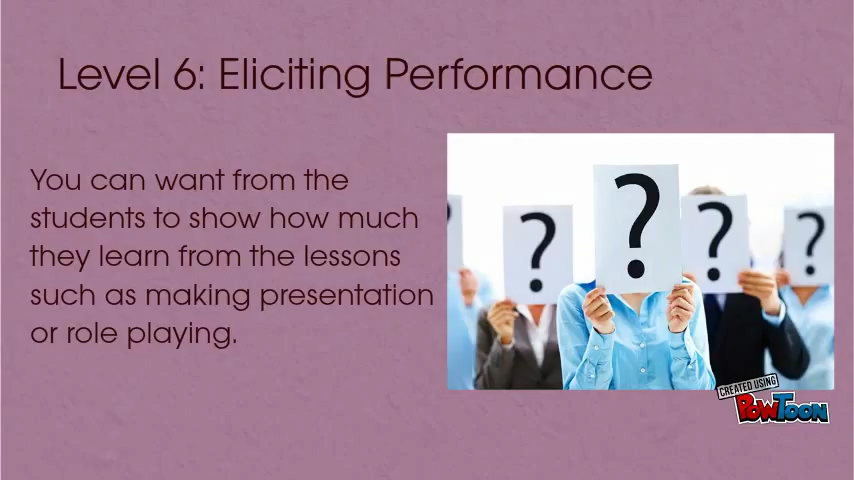 Level 6: Eliciting Performance
You can want from the
students to show how much
they learn from the lessons
such as making presentation
or role playing.
?
?
?
?
CREATED USING
POWTOON